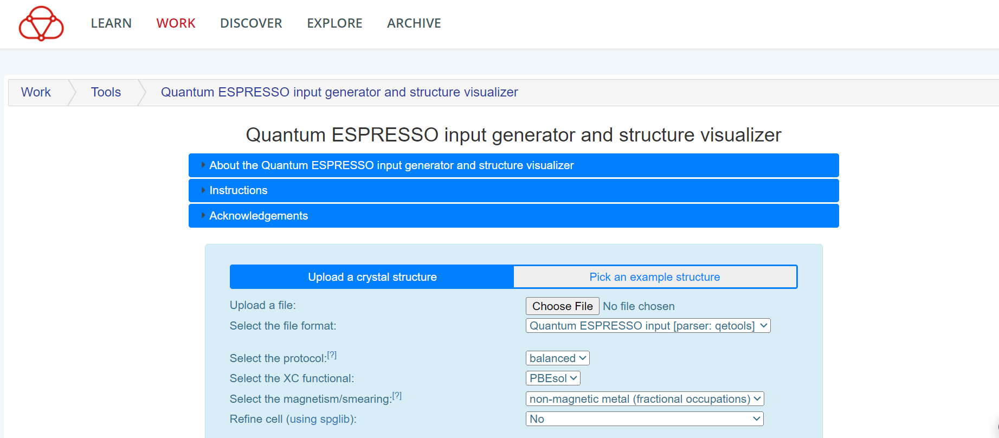 LEARN WORK DISCOVER EXPLORE ARCHIVE
Work Tools Quantum ESPRESSO input generator and structure visualizer
Quantum ESPRESSO input generator and structure visualizer
About the Quantum ESPRESSO input generator and structure visualizer
Instructions
Acknowledgements
Upload a crystal structure Pick an example structure
Upload a file: Choose File No file chosen
Select the file format: Quantum ESPRESSO input [parser: qetools]
Select the protocol:[?] balanced
Select the XC functional: PBEsol
Select the magnetism/smearing:[?] non-magnetic metal (fractional occupations)
Refine cell (using spglib): No